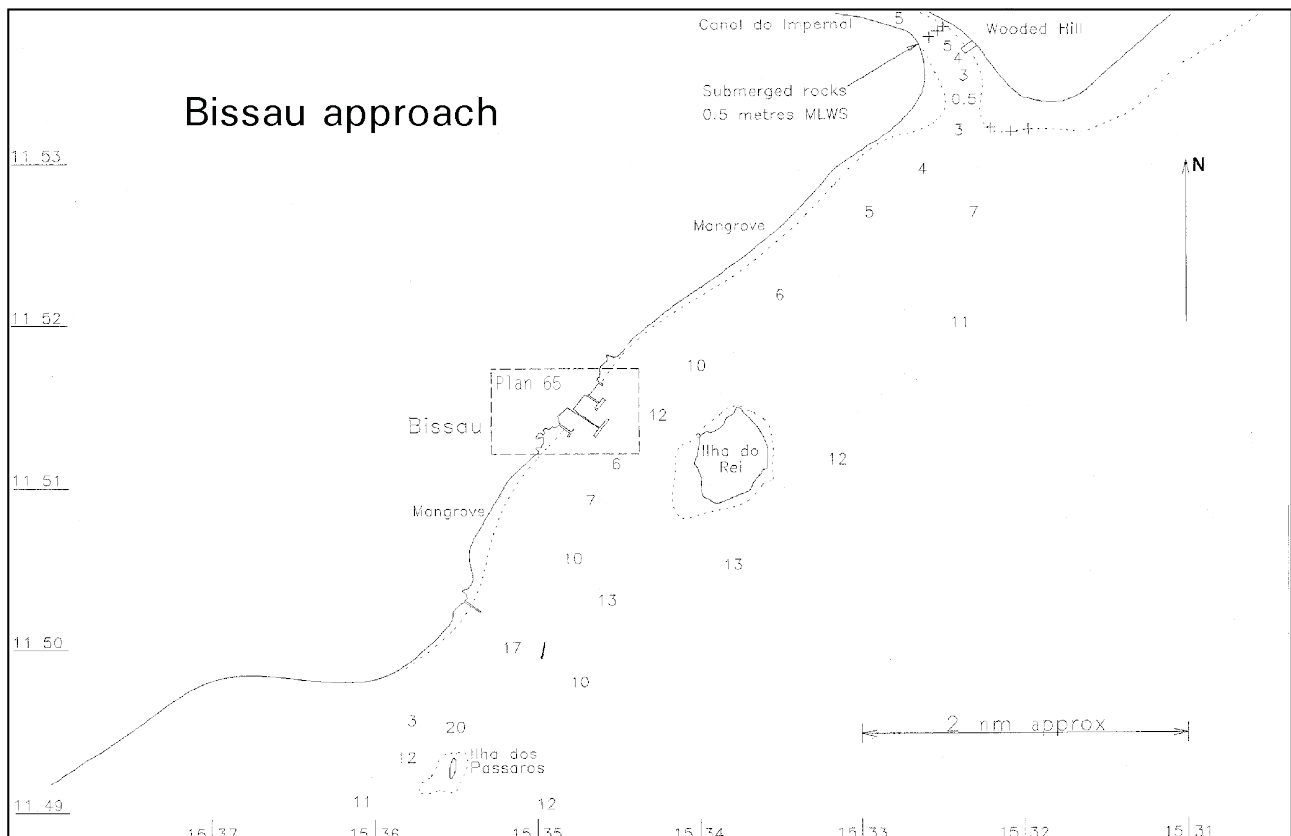 Canal do Impernal
5
Wooded Hill
5
4
3
Submerged rocks
0.5 metres MLWS
0.5
3
Bissau approach
11 53
4
N
5
7
Mangrove
6
11 52
11
10
Plan 65
12
Bissau
Ilha do
Rei
12
6
11 51
7
Mangrove
10
13
13
11 50
17
10
3
20
2 nm approx
12
Ilha dos
Passaros
11 49
11
12
15 37
15 36
15 35
15 34
15 33
15 32
15 31